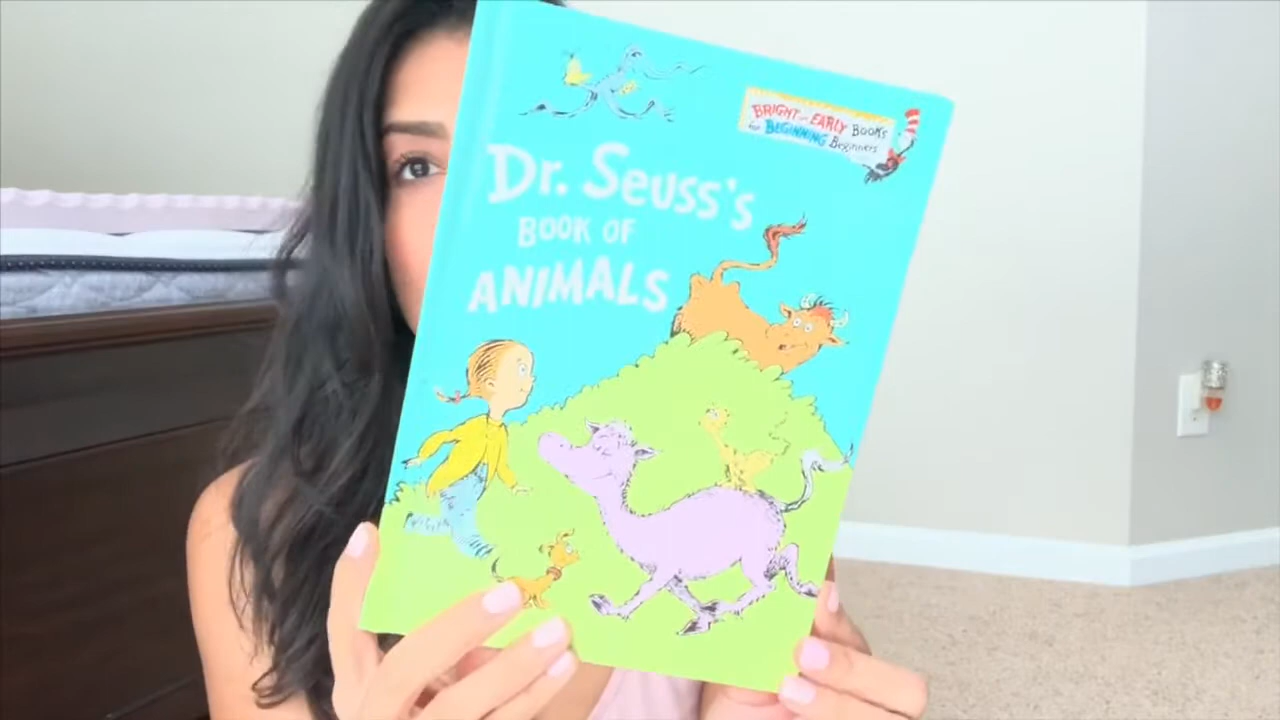 BRIGHT and EARLY BOOKS
for BEGINNING Beginners
Dr. Seuss's
BOOK OF
ANIMALS